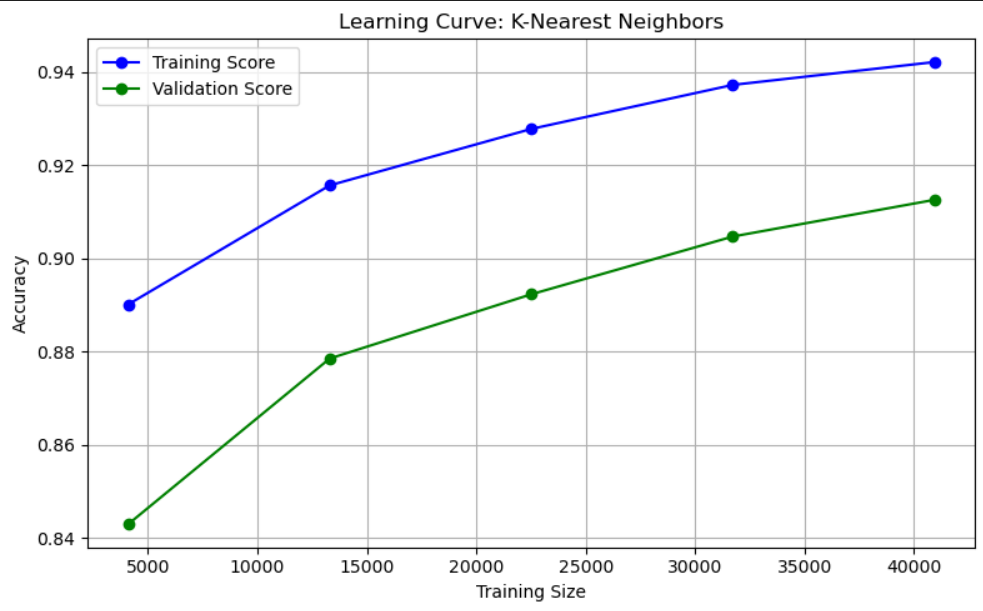 Learning Curve: K-Nearest Neighbors
Training Score
Validation Score
0.94
0.92
0.90
0.88
0.86
0.84
Accuracy
5000 10000 15000 20000 25000 30000 35000 40000
Training Size